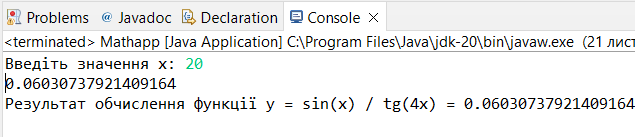 Problems @ Javadoc Declaration Console
<terminated> Mathapp [Java Application] C:\Program Files\Java\jdk-20\bin\javaw.exe (21 лист
Введіть значення x: 20
0.06030737921409164
Результат обчислення функції y = sin(x) / tg(4x) = 0.06030737921409164